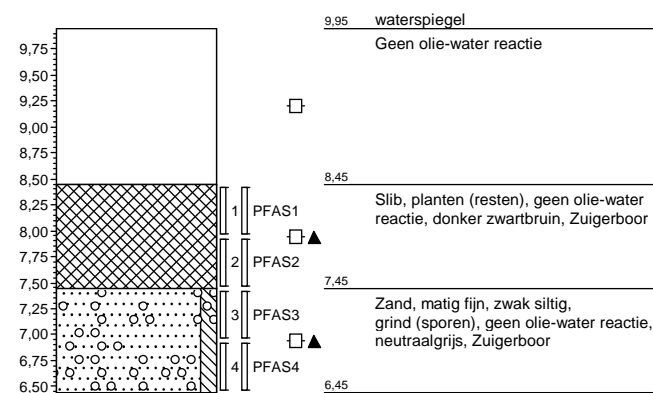 9,95 waterspiegel
Geen olie-water reactie
9,75
9,50
9,25
9,00
8,75
8,50
8,25
8,00
7,75
7,50
7,25
7,00
6,75
6,50
1 PFAS1
2 PFAS2
3 PFAS3
4 PFAS4
8,45
Slib, planten (resten), geen olie-water
reactie, donker zwartbruin, Zuigerboor
7,45
Zand, matig fijn, zwak siltig,
grind (sporen), geen olie-water reactie,
neutraalgrijs, Zuigerboor
6,45